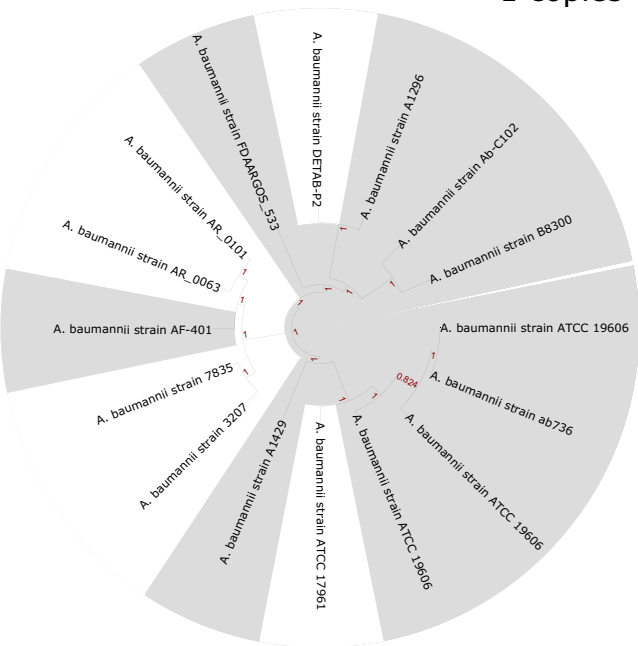 A. baumannii strain DETAB-P2
A. baumannii strain A1296
A. baumannii strain Ab-C102
A. baumannii strain B8300
A. baumannii strain ATCC 19606
A. baumannii strain ab736
A. baumannii strain ATCC 19606
A. baumannii strain ATCC 19606
A. baumannii strain ATCC 17961
A. baumannii strain A1429
A. baumannii strain 3207
A. baumannii strain 7835
A. baumannii strain AF-401
A. baumannii strain AR_0063
A. baumannii strain AR_0101
A. baumannii strain FDAARGOS_533
1
1
1
1
1
1
1
1
1
1
1
1
1
1
0.824